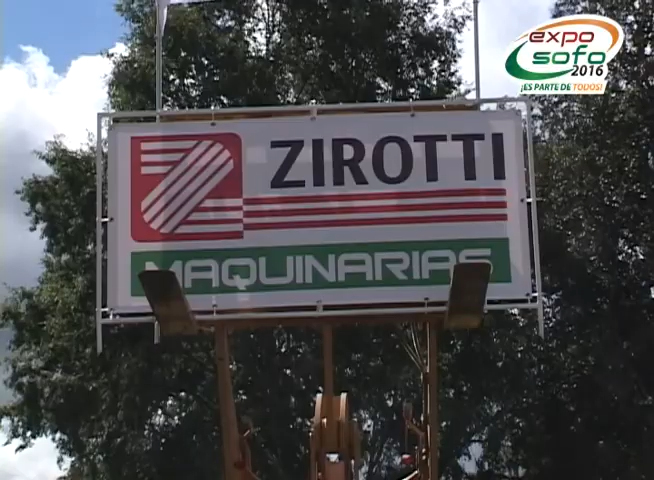 expo
sofo
2016
¡ES PARTE DE TODOS!
ZIROTTI
MAQUINARIAS